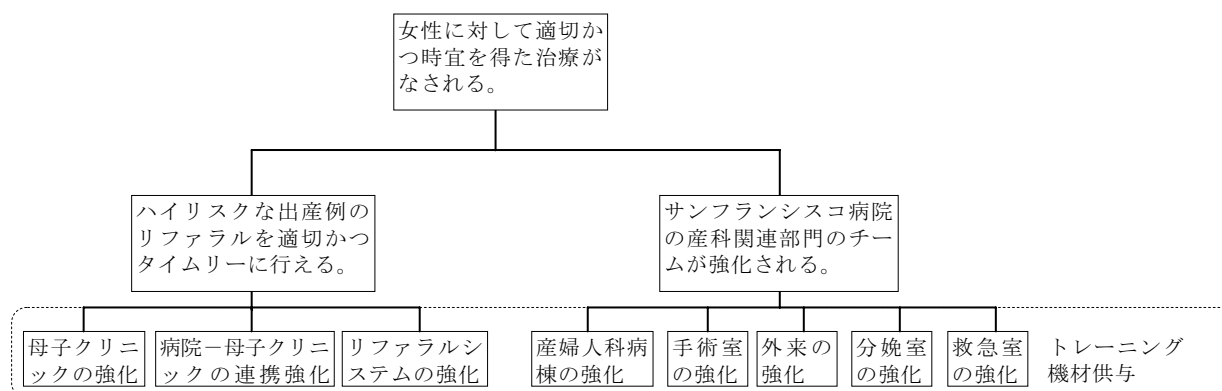 女性に対して適切か
つ時宜を得た治療が
なされる。
ハイリスクな出産例の
リファラルを適切かつ
タイムリーに行える。
サンフランシスコ病院
の産科関連部門のチー
ムが強化される。
母子クリニ
ックの強化
病院－母子クリニ
ックの連携強化
リファラルシ
ステムの強化
産婦人科病
棟の強化
手術室
の強化
外来の
強化
分娩室
の強化
救急室
の強化
トレーニング
機材供与